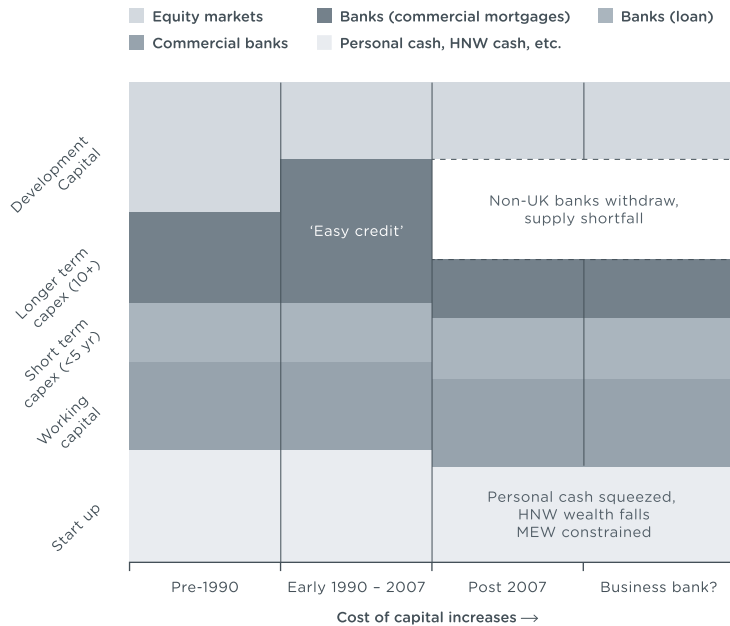 Equity markets
Banks (commercial mortgages)
Banks (loan)
Commercial banks
Personal cash, HNW cash, etc.
Development
Capital
Longer term
capex (10+)
Short term
capex (<5 yr)
Working
capital
Start up
‘Easy credit’
Non-UK banks withdraw,
supply shortfall
Personal cash squeezed,
HNW wealth falls
MEW constrained
Pre-1990
Early 1990 – 2007
Post 2007
Business bank?
Cost of capital increases →